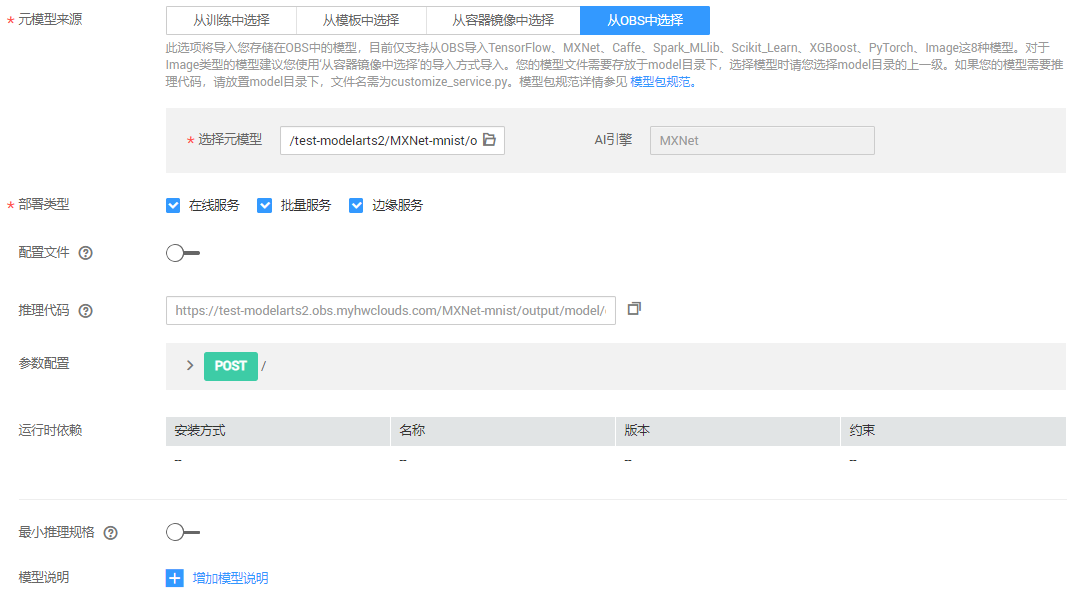 * 元模型来源 从训练中选择 从模板中选择 从容器镜像中选择 从OBS中选择
此选项将导入您存储在OBS中的模型，目前仅支持从OBS导入TensorFlow、MXNet、Caffe、Spark_MLlib、Scikit_Learn、XGBoost、PyTorch、Image这8种模型。对于
Image类型的模型建议您使用'从容器镜像中选择'的导入方式导入。您的模型文件需要存放于model目录下，选择模型时请您选择model目录的上一级。如果您的模型需要推
理代码，请放置model目录下，文件名需为customize_service.py。模型包规范详情参见 模型包规范。
* 选择元模型 /test-modelarts2/MXNet-mnist/o AI引擎 MXNet
* 部署类型 在线服务 批量服务 边缘服务
配置文件 ?
推理代码 ? https://test-modelarts2.obs.myhwclouds.com/MXNet-mnist/output/model/
参数配置 POST /
运行时依赖 安装方式 名称 版本 约束
-- -- -- --
最小推理规格 ?
模型说明 + 增加模型说明